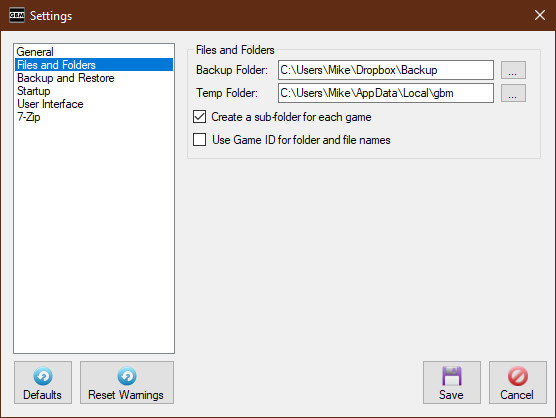 GBM Settings
General
Files and Folders
Backup and Restore
Startup
User Interface
7-Zip
Files and Folders
Backup Folder: C:\Users\Mike\Dropbox\Backup ...
Temp Folder: C:\Users\Mike\AppData\Local\gbm ...
Create a sub-folder for each game
Use Game ID for folder and file names
Defaults Reset Warnings Save Cancel